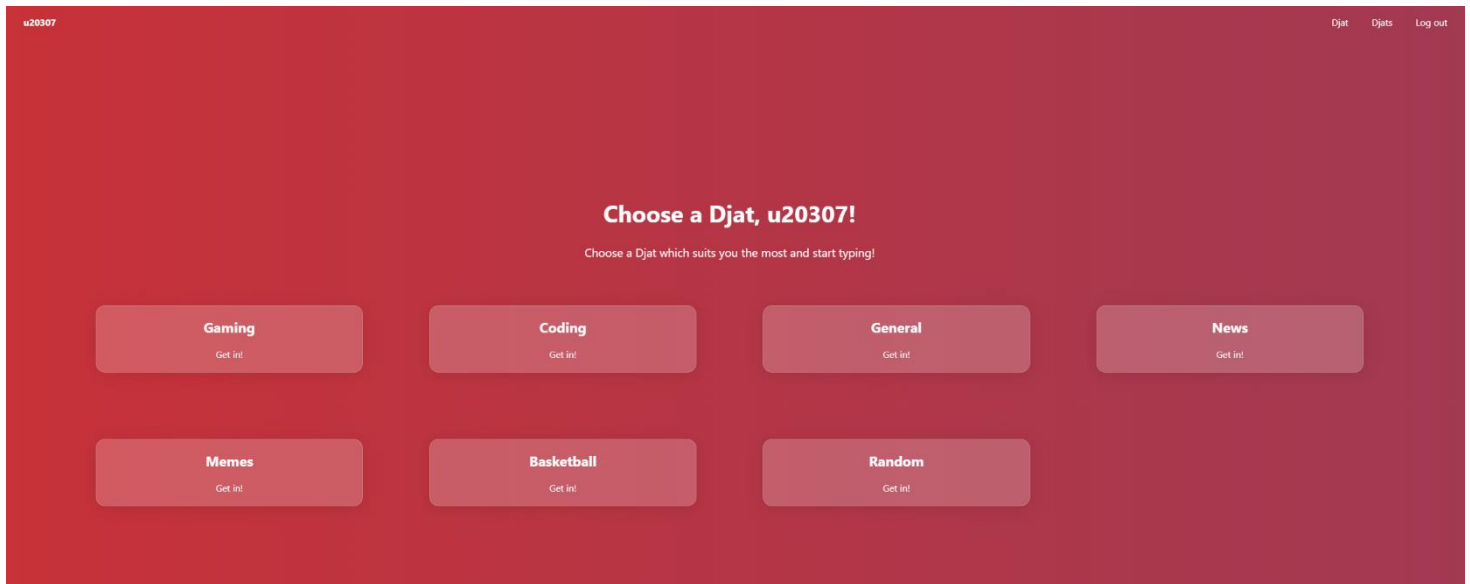 u20307
Djat Djats Log out
Choose a Djat, u20307!
Choose a Djat which suits you the most and start typing!
Gaming
Get in!
Coding
Get in!
General
Get in!
News
Get in!
Memes
Get in!
Basketball
Get in!
Random
Get in!